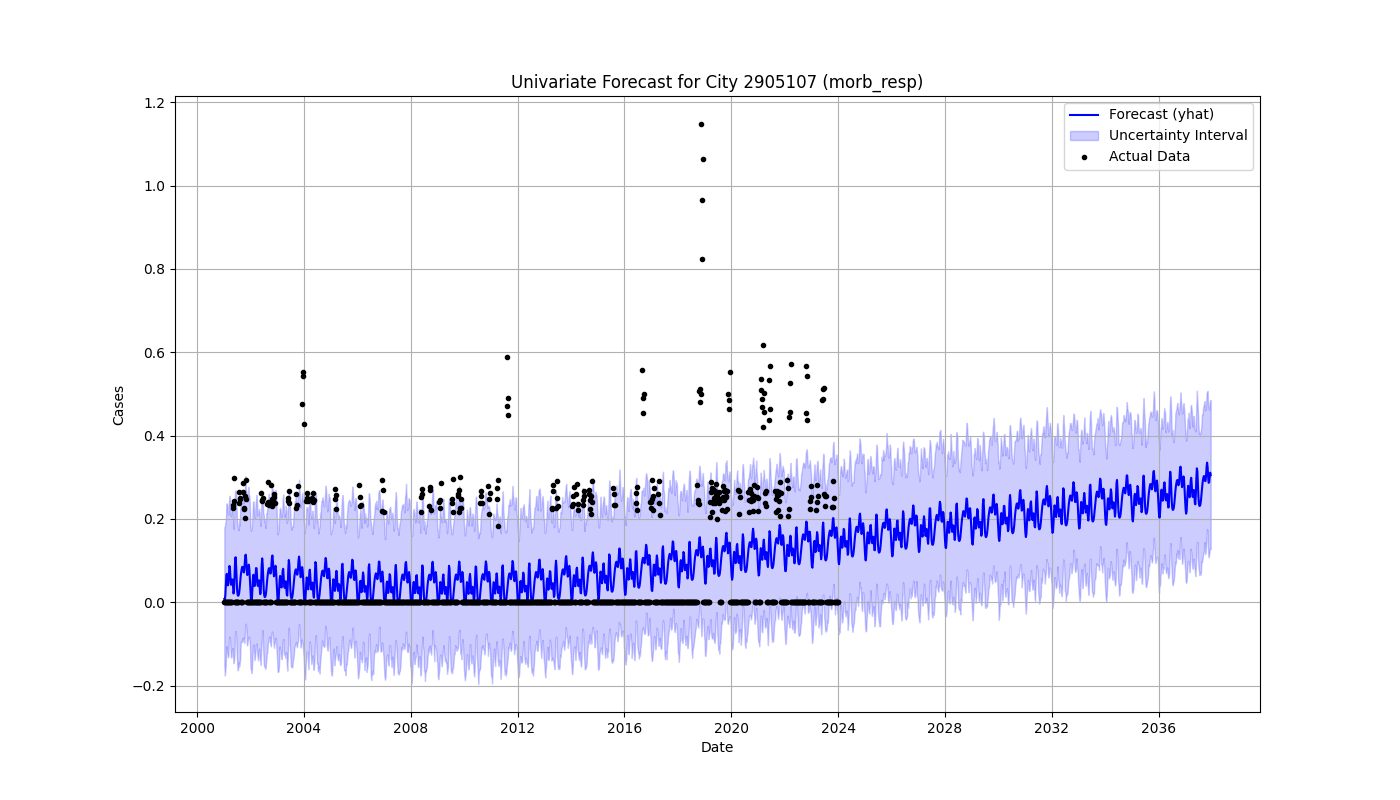 Univariate Forecast for City 2905107 (morb_resp)
1.2
1.0
0.8
0.6
0.4
0.2
0.0
−0.2
Cases
Forecast (yhat)
Uncertainty Interval
Actual Data
2000 2004 2008 2012 2016 2020 2024 2028 2032 2036
Date